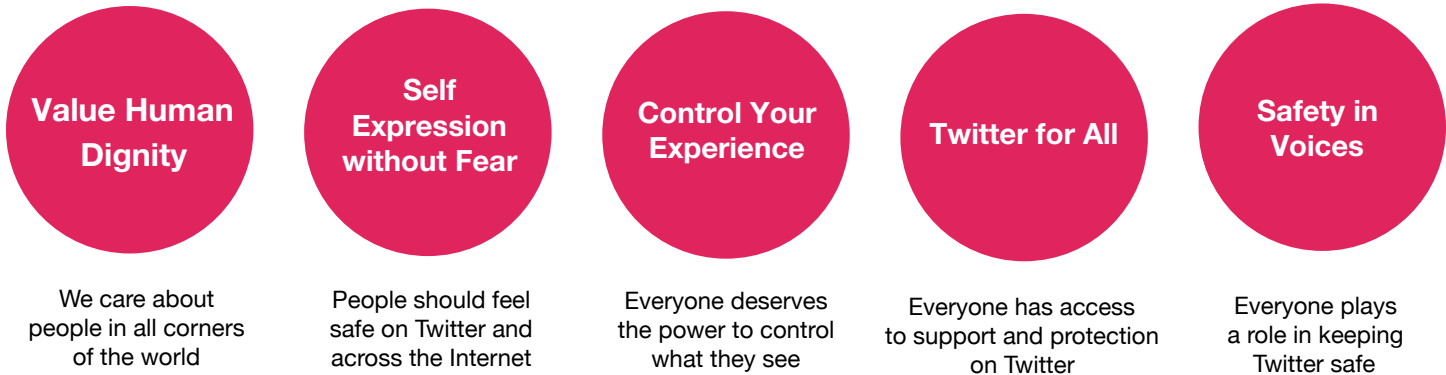 Value Human
Dignity
We care about
people in all corners
of the world
Self
Expression
without Fear
People should feel
safe on Twitter and
across the Internet
Control Your
Experience
Everyone deserves
the power to control
what they see
Twitter for All
Everyone has access
to support and protection
on Twitter
Safety in
Voices
Everyone plays
a role in keeping
Twitter safe